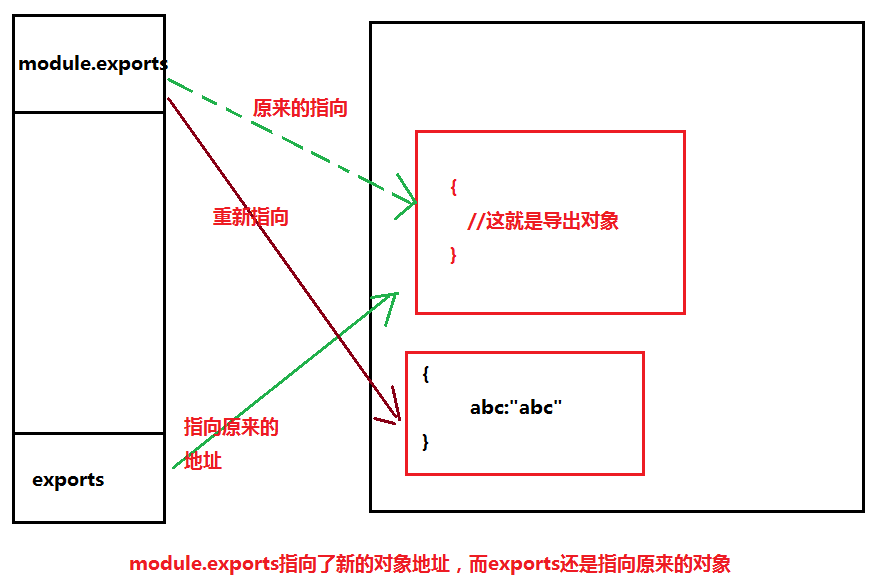 module.exports
原来的指向
{
//这就是导出对象
}
重新指向
{
abc:"abc"
}
指向原来的
地址
exports
module.exports指向了新的对象地址，而exports还是指向原来的对象